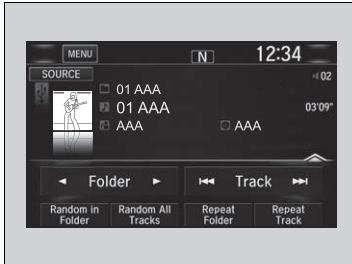 MENU N 12:34
SOURCE 02
01 AAA
01 AAA 03'09"
AAA AAA
Folder Track
Random in Folder Random All Tracks Repeat Folder Repeat Track